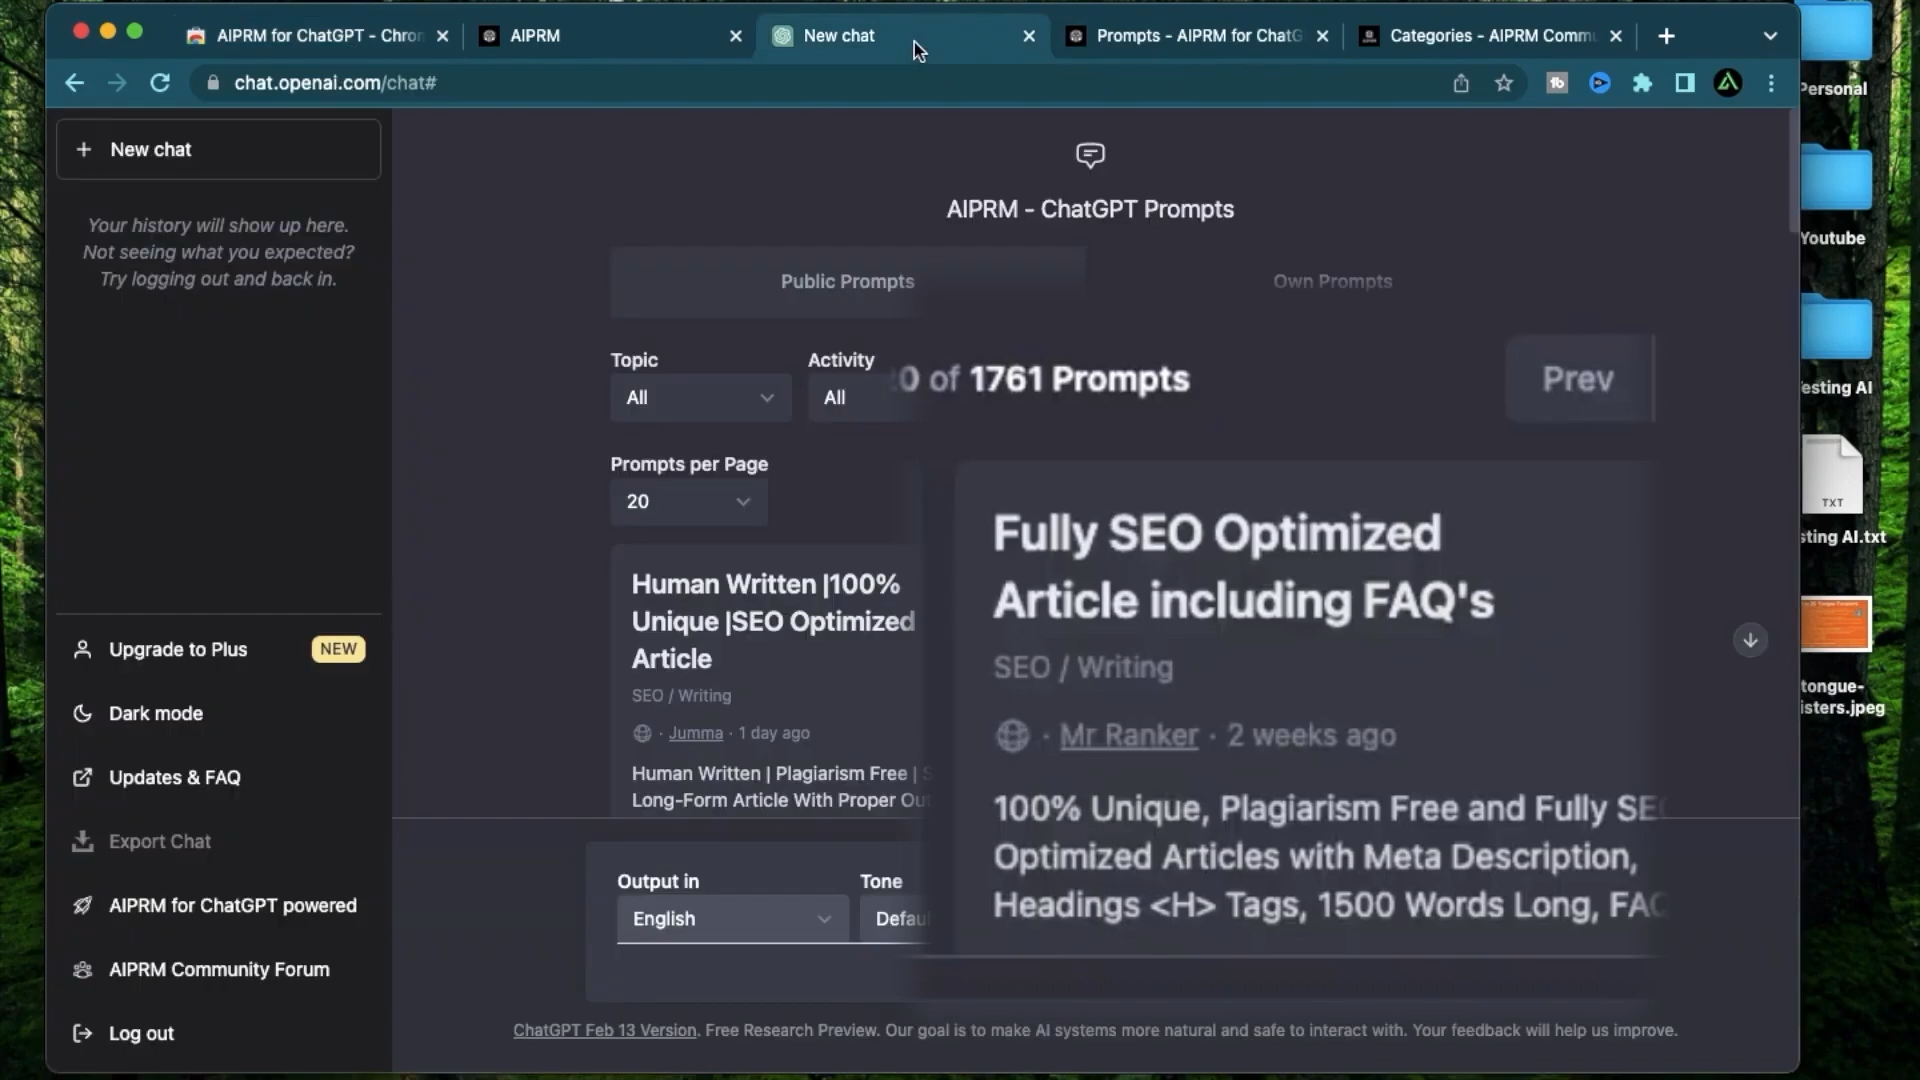 AIPRM for ChatGPT - Chron
AIPRM
New chat
Prompts - AIPRM for ChatG
Categories - AIPRM Commu
chat.openai.com/chat#
New chat
Your history will show up here.
Not seeing what you expected?
Try logging out and back in.
Upgrade to Plus
NEW
Dark mode
Updates & FAQ
Export Chat
AIPRM for ChatGPT powered
AIPRM Community Forum
Log out
AIPRM - ChatGPT Prompts
Public Prompts
Own Prompts
Topic
Activity
All
All
0 of 1761 Prompts
Prev
Prompts per Page
20
Human Written |100%
Unique |SEO Optimized
Article
SEO / Writing
· Jumma · 1 day ago
Human Written | Plagiarism Free | S
Long-Form Article With Proper Out
Fully SEO Optimized
Article including FAQ's
SEO / Writing
· Mr Ranker · 2 weeks ago
100% Unique, Plagiarism Free and Fully SEO
Optimized Articles with Meta Description,
Headings <H> Tags, 1500 Words Long, FAQ
Output in
Tone
English
Defau
ChatGPT Feb 13 Version. Free Research Preview. Our goal is to make AI systems more natural and safe to interact with. Your feedback will help us improve.
Personal
Youtube
esting AI
TXT
sting AI.txt
tongue-
isters.jpeg